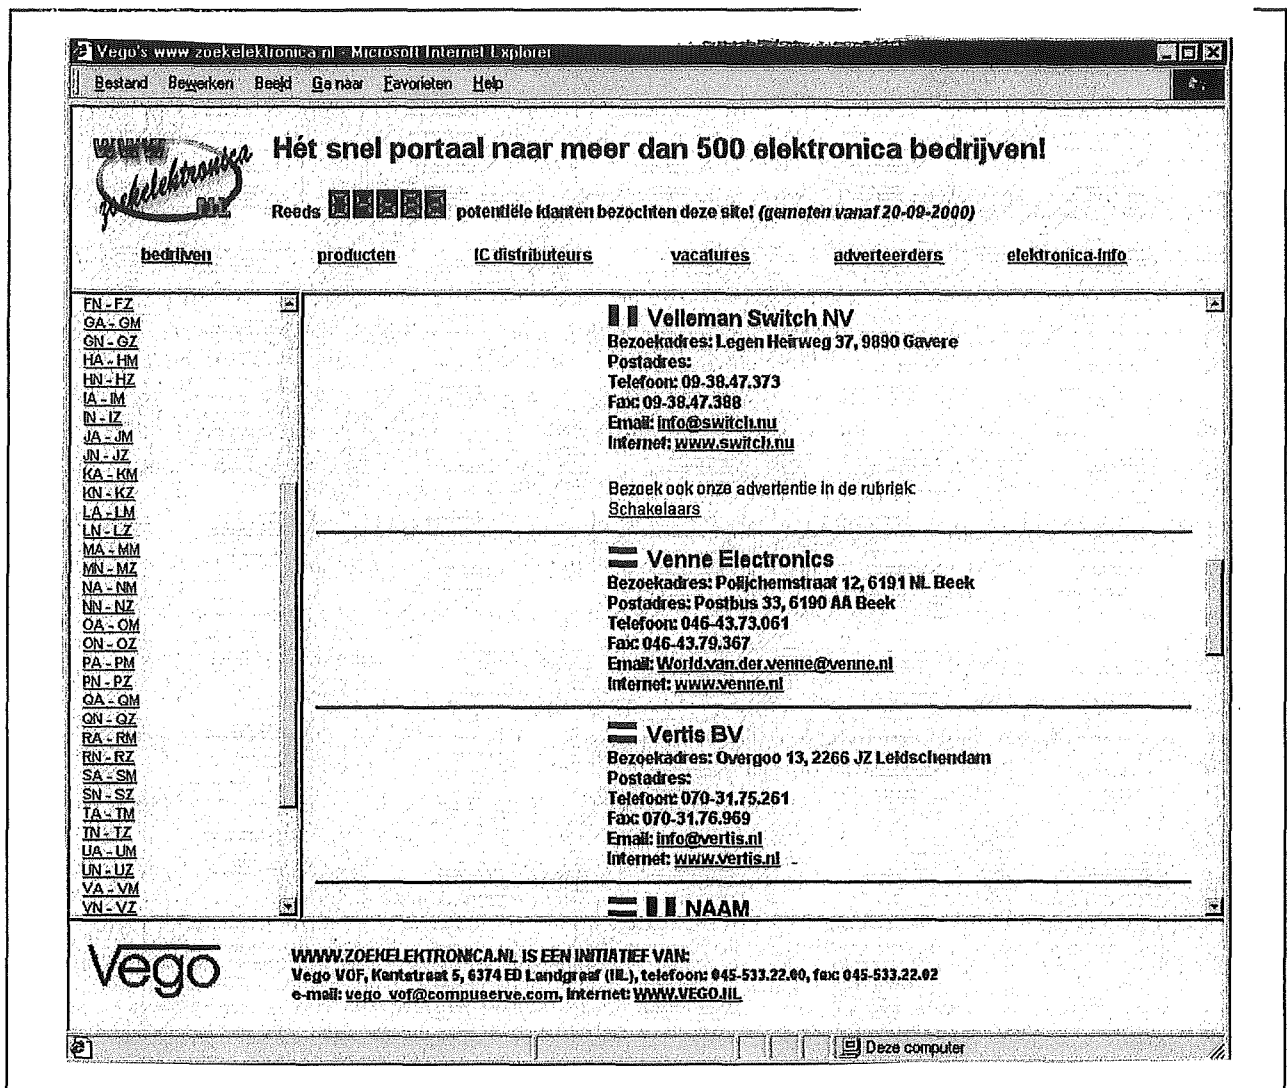 Vego's www zoekelektronica nl - Microsoft Internet Explorer
Bestand Bewerken Beeld Ga naar Favorieten Help
www
zoekelektronica
NL
Hét snel portaal naar meer dan 500 elektronica bedrijven!
Reeds potentiële klanten bezochten deze site! (gemeten vanaf 20-09-2000)
bedrijven producten IC distributeurs vacatures adverteerders elektronica-info
FN - FZ
GA - GM
GN - GZ
HA - HM
HN - HZ
IA - IM
IN - IZ
JA - JM
JN - JZ
KA - KM
KN - KZ
LA - LM
LN - LZ
MA - MM
MN - MZ
NA - NM
NN - NZ
OA - OM
ON - OZ
PA - PM
PN - PZ
QA - QM
QN - QZ
RA - RM
RN - RZ
SA - SM
SN - SZ
TA - TM
TN - TZ
UA - UM
UN - UZ
VA - VM
VN - VZ
Velleman Switch NV
Bezoekadres: Legen Heirweg 37, 9890 Gavere
Postadres:
Telefoon: 09-38.47.373
Fax: 09-38.47.388
Email: info@switch.nu
Internet: www.switch.nu
Bezoek ook onze advertentie in de rubriek:
Schakelaars
Venne Electronics
Bezoekadres: Polijchemstraat 12, 6191 NL Beek
Postadres: Postbus 33, 6190 AA Beek
Telefoon: 046-43.73.061
Fax: 046-43.79.367
Email: World.van.der.venne@venne.nl
Internet: www.venne.nl
Vertis BV
Bezoekadres: Overgoo 13, 2266 JZ Leidschendam
Postadres:
Telefoon: 070-31.75.261
Fax: 070-31.76.969
Email: info@vertis.nl
Internet: www.vertis.nl
NAAM
Vego
WWW.ZOEKELEKTRONICA.NL IS EEN INITIATIEF VAN:
Vego VOF, Kantstraat 5, 6374 ED Landgraaf (NL), telefoon: 045-533.22.00, fax: 045-533.22.02
e-mail: vego_vof@compuserve.com, Internet: WWW.VEGO.NL
Deze computer